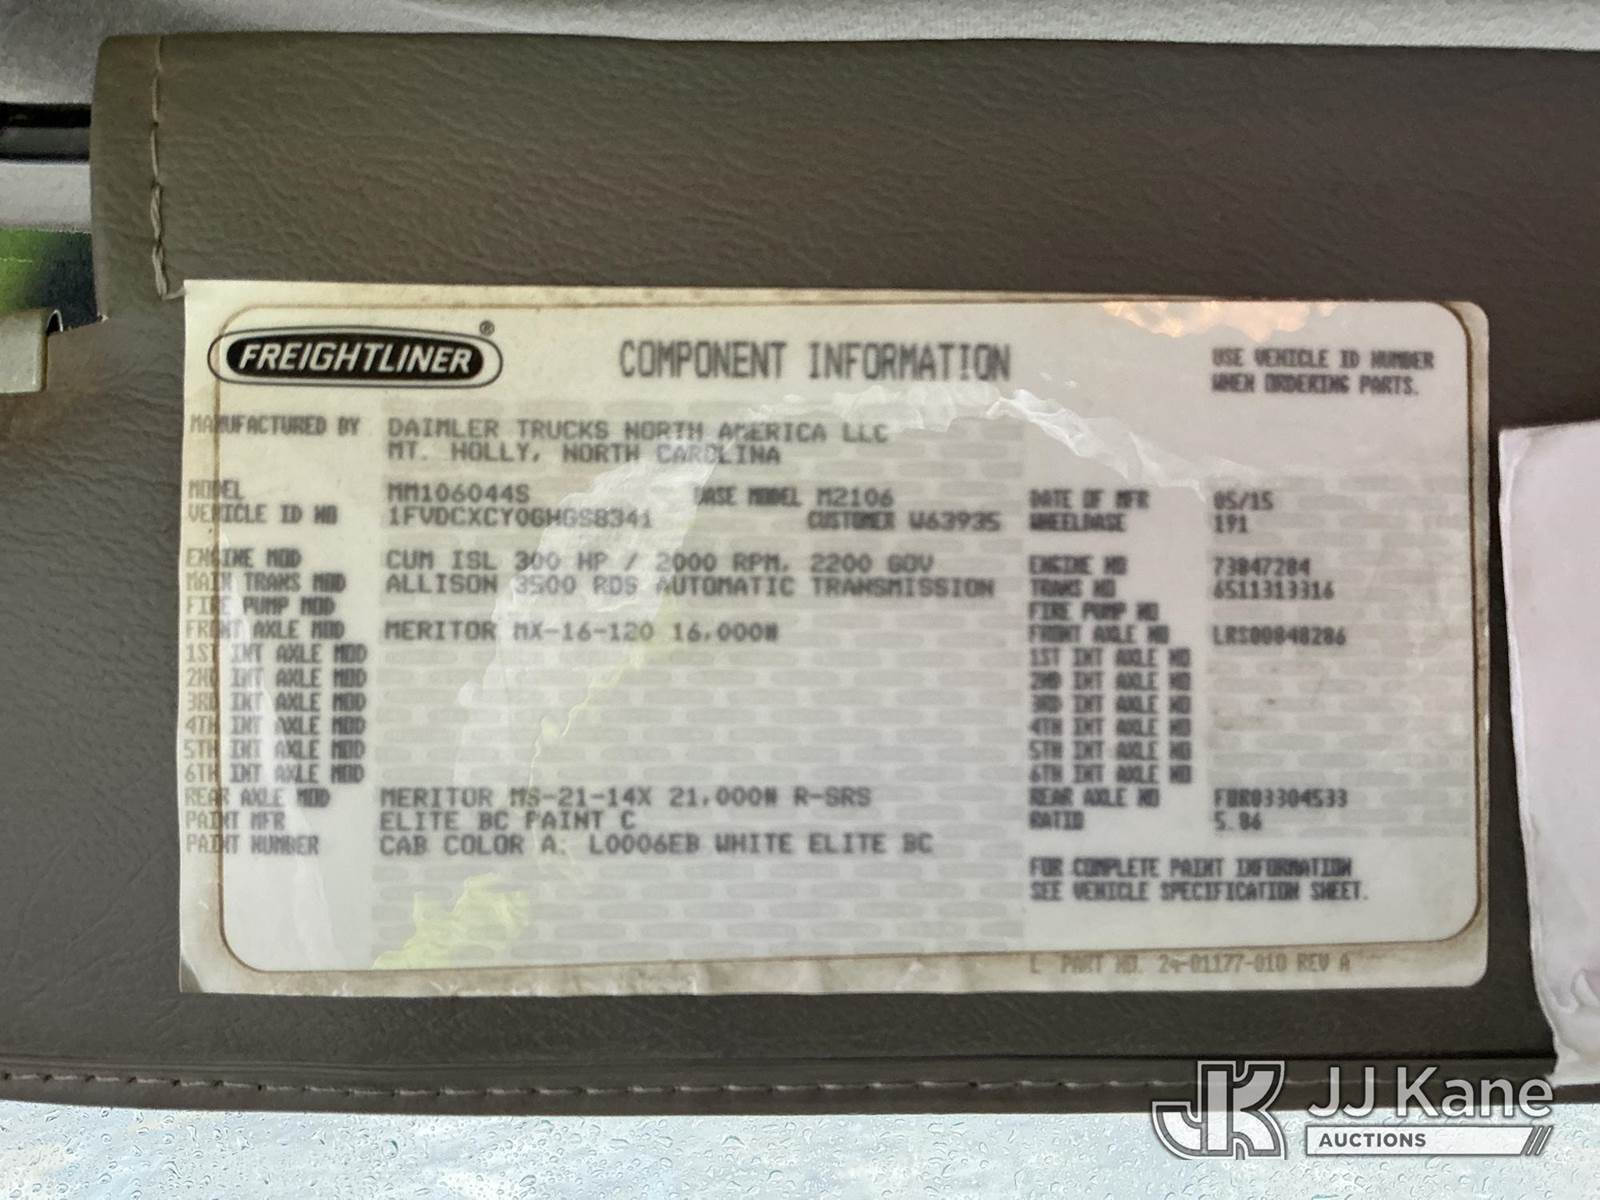 FREIGHTLINER ®
COMPONENT INFORMATION
USE VEHICLE ID NUMBER
WHEN ORDERING PARTS.
MANUFACTURED BY DAIMLER TRUCKS NORTH AMERICA LLC
MT. HOLLY, NORTH CAROLINA
MODEL MM106044S BASE MODEL M2106 DATE OF MFR 05/15
VEHICLE ID NO 1FVDCXCY0GHGS8341 CUSTOMER W63935 WHEELBASE 191
ENGINE MOD CUM ISL 300 HP / 2000 RPM, 2200 GOV ENGINE NO 73847284
MAIN TRANS MOD ALLISON 3500 RDS AUTOMATIC TRANSMISSION TRANS NO 6511313316
FIRE PUMP MOD FIRE PUMP NO
FRONT AXLE MOD MERITOR MX-16-120 16,000# FRONT AXLE NO LRS00848286
1ST INT AXLE MOD 1ST INT AXLE NO
2ND INT AXLE MOD 2ND INT AXLE NO
3RD INT AXLE MOD 3RD INT AXLE NO
4TH INT AXLE MOD 4TH INT AXLE NO
5TH INT AXLE MOD 5TH INT AXLE NO
6TH INT AXLE MOD 6TH INT AXLE NO
REAR AXLE MOD MERITOR MS-21-14X 21,000# R-SRS REAR AXLE NO
PAINT MFR ELITE BC PAINT C RATIO
PAINT NUMBER CAB COLOR A: L0006EB WHITE ELITE BC
FOR COMPLETE PAINT INFORMATION
SEE VEHICLE SPECIFICATION SHEET.
PART NO. 24-01177-010 REV A
JK JJ Kane
AUCTIONS